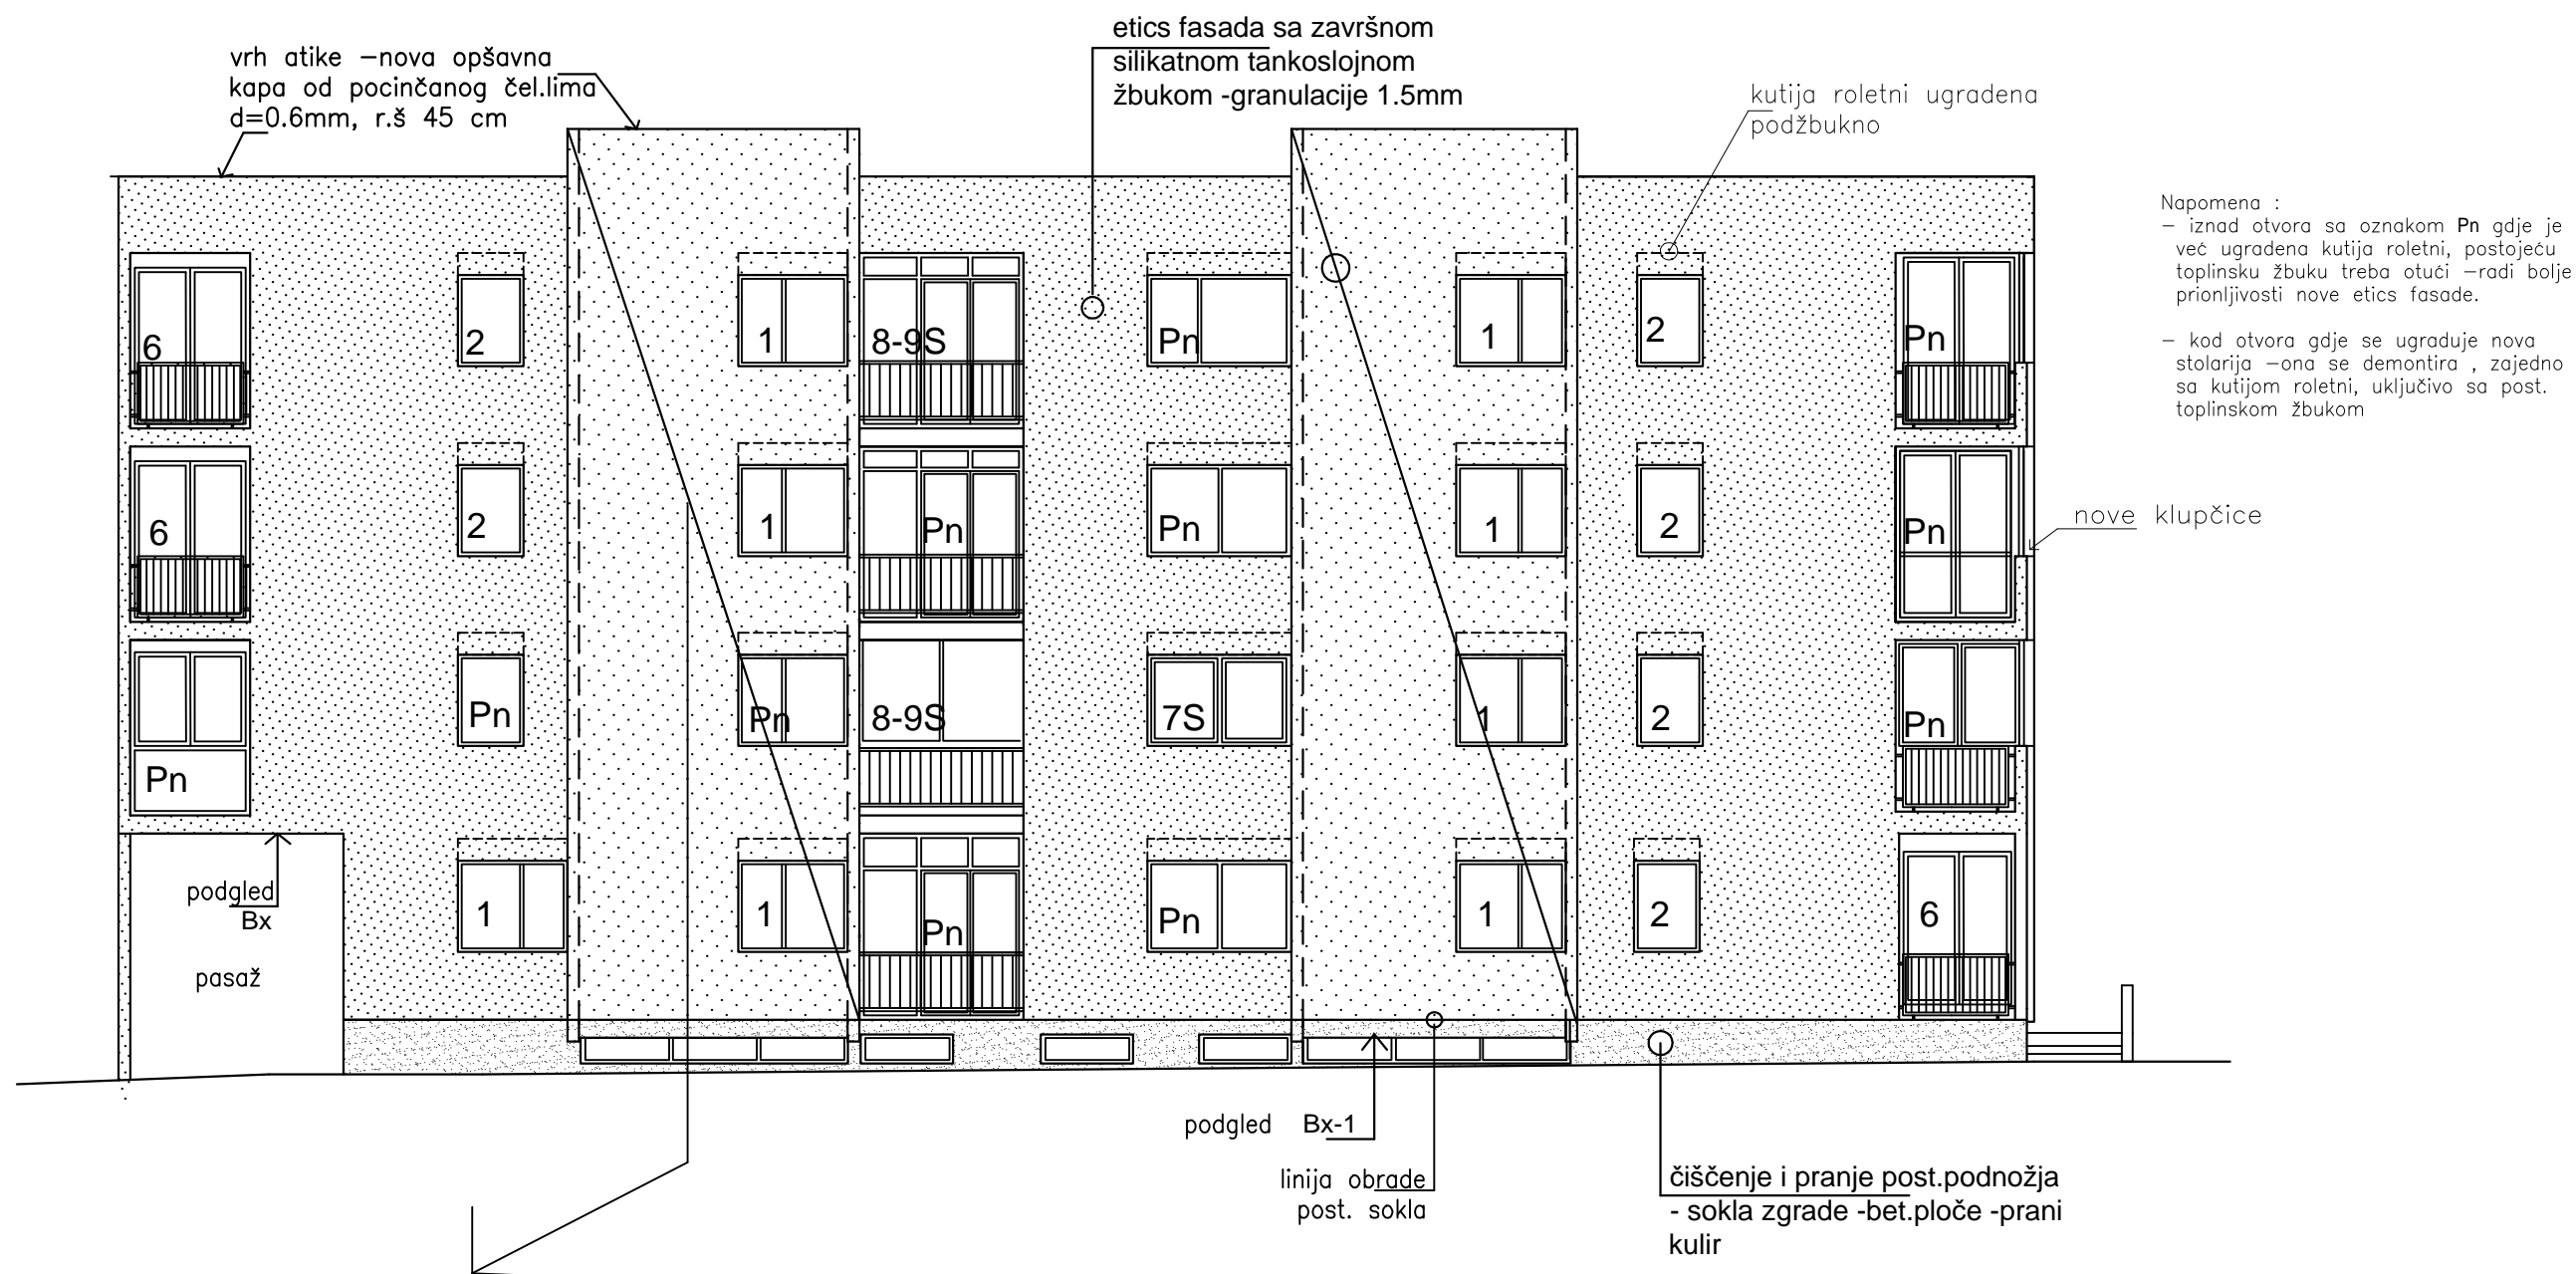 etics fasada sa završnom
silikatnom tankoslojnom
žbukom -granulacije 1.5mm
vrh atike –nova opšavna
kapa od pocinčanog čel.lima
d=0.6mm, r.š 45 cm
kutija roletni ugradena
podžbukno
Napomena :
– iznad otvora sa oznakom Pn gdje je
već ugradena kutija roletni, postojeću
toplinsku žbuku treba otući –radi bolje
prionljivosti nove etics fasade.
– kod otvora gdje se ugraduje nova
stolarija –ona se demontira , zajedno
sa kutijom roletni, uključivo sa post.
toplinskom žbukom
6 2 1 8-9S Pn 1 2 Pn
nove klupčice
6 2 1 Pn Pn 1 2 Pn
Pn Pn Pn 8-9S 7S 1 2 Pn
podgled
Bx
1 1 Pn Pn 1 2 6
pasaž
podgled Bx-1
linija obrade
post. sokla
čiščenje i pranje post.podnožja
- sokla zgrade -bet.ploče -prani
kulir